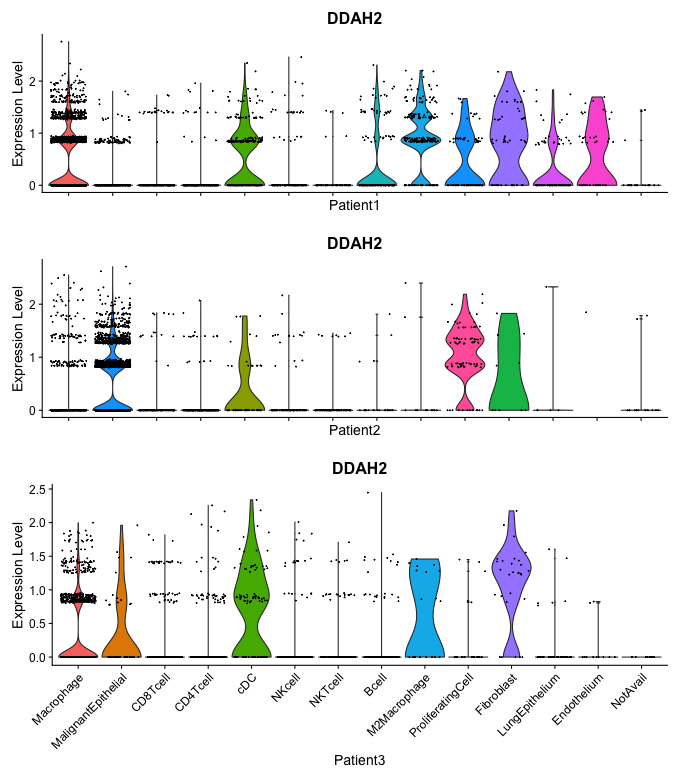 DDAH2
Expression Level
2
1
0
Patient1
DDAH2
Expression Level
2
1
0
Patient2
DDAH2
Expression Level
2.5
2.0
1.5
1.0
0.5
0.0
Macrophage
MalignantEpithelial
CD8Tcell
CD4Tcell
cDC
NKcell
NKTcell
Bcell
M2Macrophage
ProliferatingCell
Fibroblast
LungEpithelium
Endothelium
NotAvail
Patient3